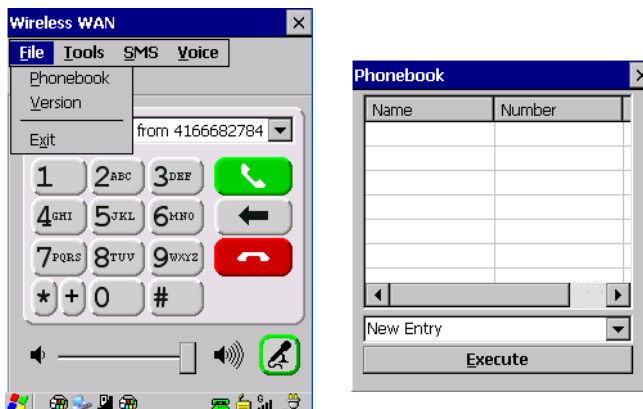 Wireless WAN
File Tools SMS Voice
Phonebook
Version
Exit
from 4166682784
1 2ABC 3DEF
4GHI 5JKL 6MNO
7PQRS 8TUV 9WXYZ
* + 0 #
G
Phonebook
Name Number
New Entry
Execute